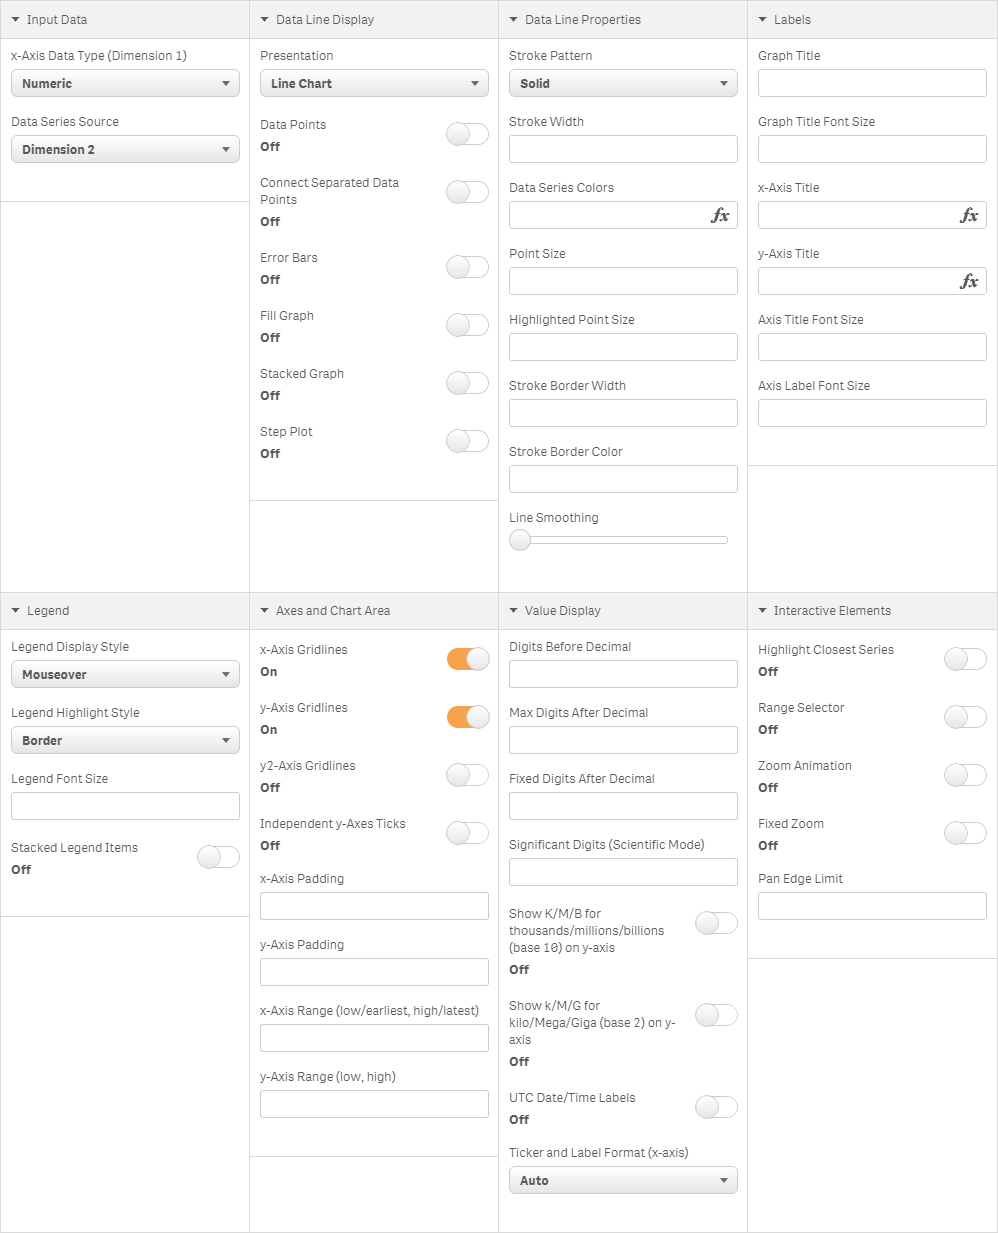 Input Data
x-Axis Data Type (Dimension 1)
Numeric
Data Series Source
Dimension 2
Data Line Display
Presentation
Line Chart
Data Points
Off
Connect Separated Data
Points
Off
Error Bars
Off
Fill Graph
Off
Stacked Graph
Off
Step Plot
Off
Data Line Properties
Stroke Pattern
Solid
Stroke Width
Data Series Colors
fx
Point Size
Highlighted Point Size
Stroke Border Width
Stroke Border Color
Line Smoothing
Labels
Graph Title
Graph Title Font Size
x-Axis Title
fx
y-Axis Title
fx
Axis Title Font Size
Axis Label Font Size
Legend
Legend Display Style
Mouseover
Legend Highlight Style
Border
Legend Font Size
Stacked Legend Items
Off
Axes and Chart Area
x-Axis Gridlines
On
y-Axis Gridlines
On
y2-Axis Gridlines
Off
Independent y-Axes Ticks
Off
x-Axis Padding
y-Axis Padding
x-Axis Range (low/earliest, high/latest)
y-Axis Range (low, high)
Value Display
Digits Before Decimal
Max Digits After Decimal
Fixed Digits After Decimal
Significant Digits (Scientific Mode)
Show K/M/B for
thousands/millions/billions
(base 10) on y-axis
Off
Show k/M/G for
kilo/Mega/Giga (base 2) on y-
axis
Off
UTC Date/Time Labels
Off
Ticker and Label Format (x-axis)
Auto
Interactive Elements
Highlight Closest Series
Off
Range Selector
Off
Zoom Animation
Off
Fixed Zoom
Off
Pan Edge Limit